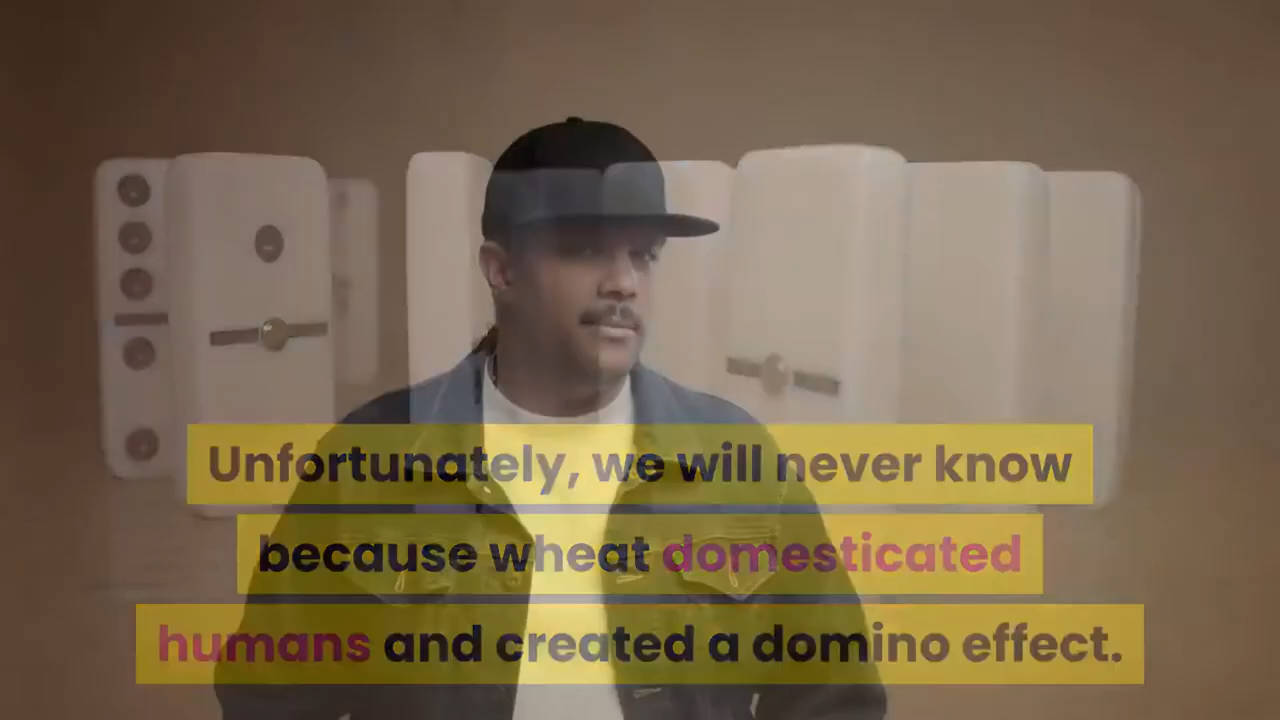 Unfortunately, we will never know
because wheat domesticated
humans and created a domino effect.